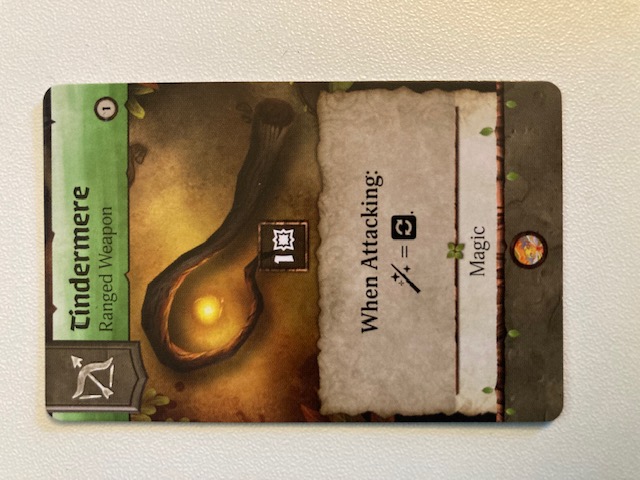 Tindermere
Ranged Weapon
1
1
When Attacking:
= .
Magic